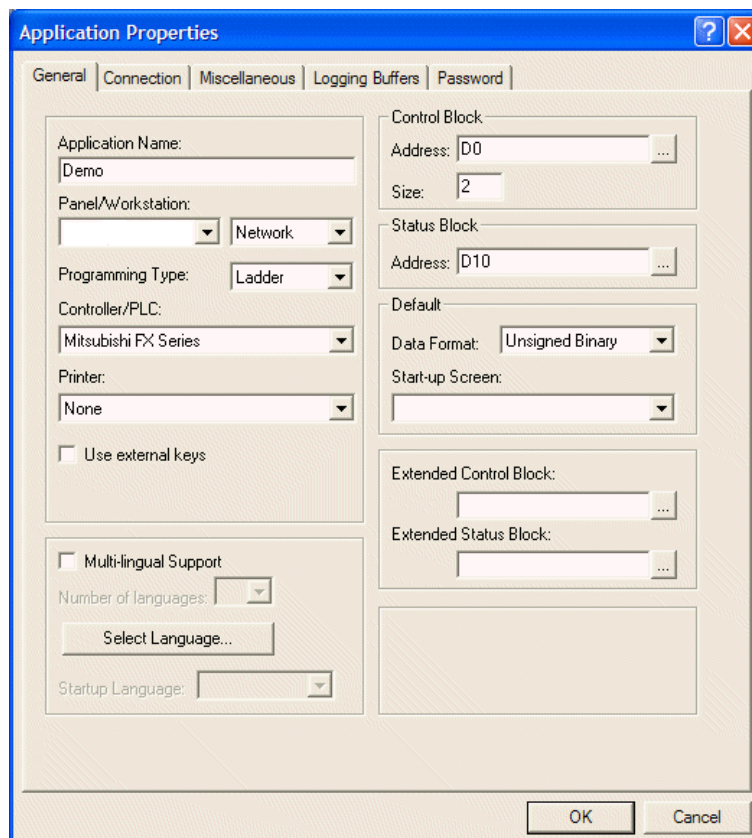 Application Properties
General Connection Miscellaneous Logging Buffers Password
Application Name:
Demo
Panel/Workstation:
Network
Programming Type: Ladder
Controller/PLC:
Mitsubishi FX Series
Printer:
None
Use external keys
Multi-lingual Support
Number of languages:
Select Language...
Startup Language:
Control Block
Address: D0 ...
Size: 2
Status Block
Address: D10 ...
Default
Data Format: Unsigned Binary
Start-up Screen:
Extended Control Block:
...
Extended Status Block:
...
OK Cancel